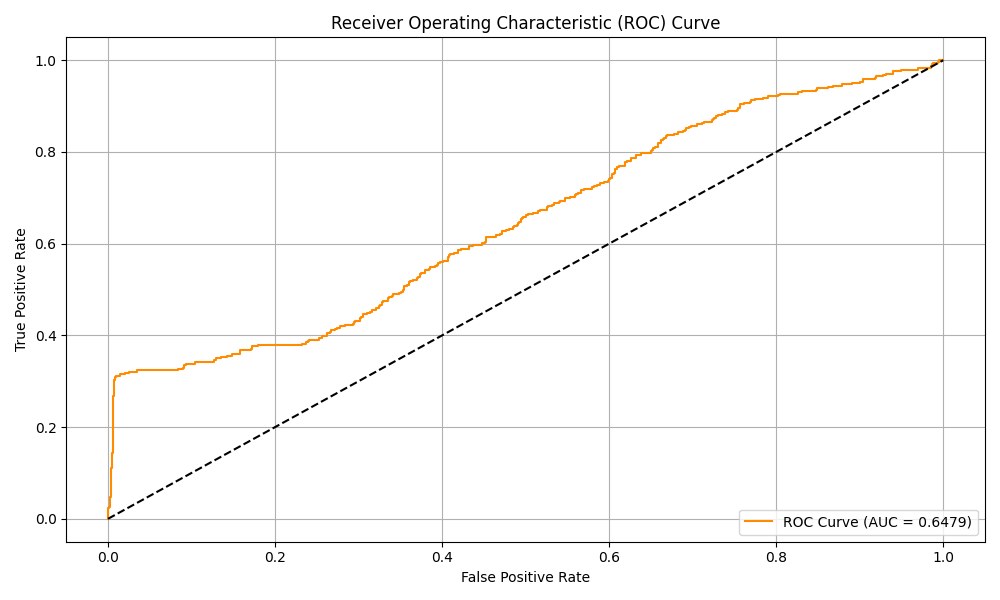 Receiver Operating Characteristic (ROC) Curve
True Positive Rate
1.0
0.8
0.6
0.4
0.2
0.0
ROC Curve (AUC = 0.6479)
0.0 0.2 0.4 0.6 0.8 1.0
False Positive Rate